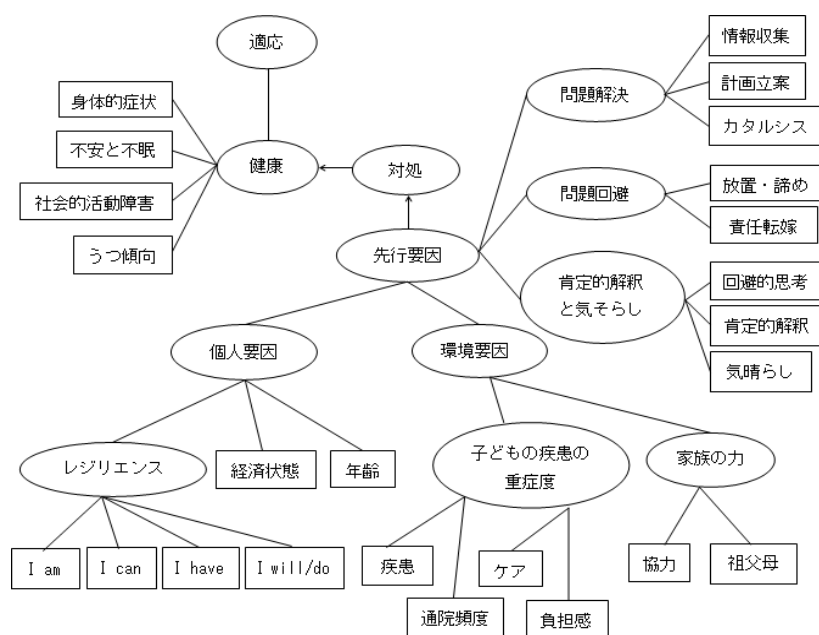 適応
情報収集
問題解決
計画立案
カタルシス
身体的症状
不安と不眠
健康
対処
社会的活動障害
うつ傾向
問題回避
放置・諦め
責任転嫁
先行要因
肯定的解釈
と気そらし
回避的思考
肯定的解釈
気晴らし
個人要因
環境要因
レジリエンス
経済状態
年齢
子どもの疾患の
重症度
家族の力
I am
I can
I have
I will/do
疾患
通院頻度
ケア
負担感
協力
祖父母